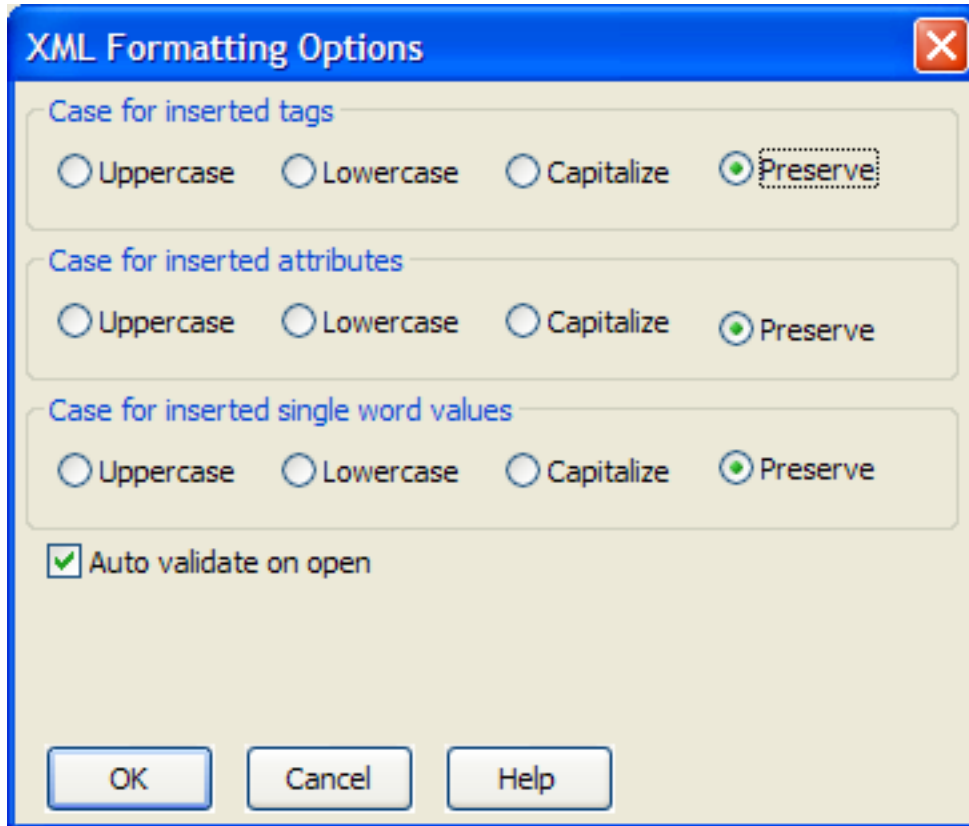 XML Formatting Options
Case for inserted tags
Uppercase Lowercase Capitalize Preserve
Case for inserted attributes
Uppercase Lowercase Capitalize Preserve
Case for inserted single word values
Uppercase Lowercase Capitalize Preserve
Auto validate on open
OK Cancel Help